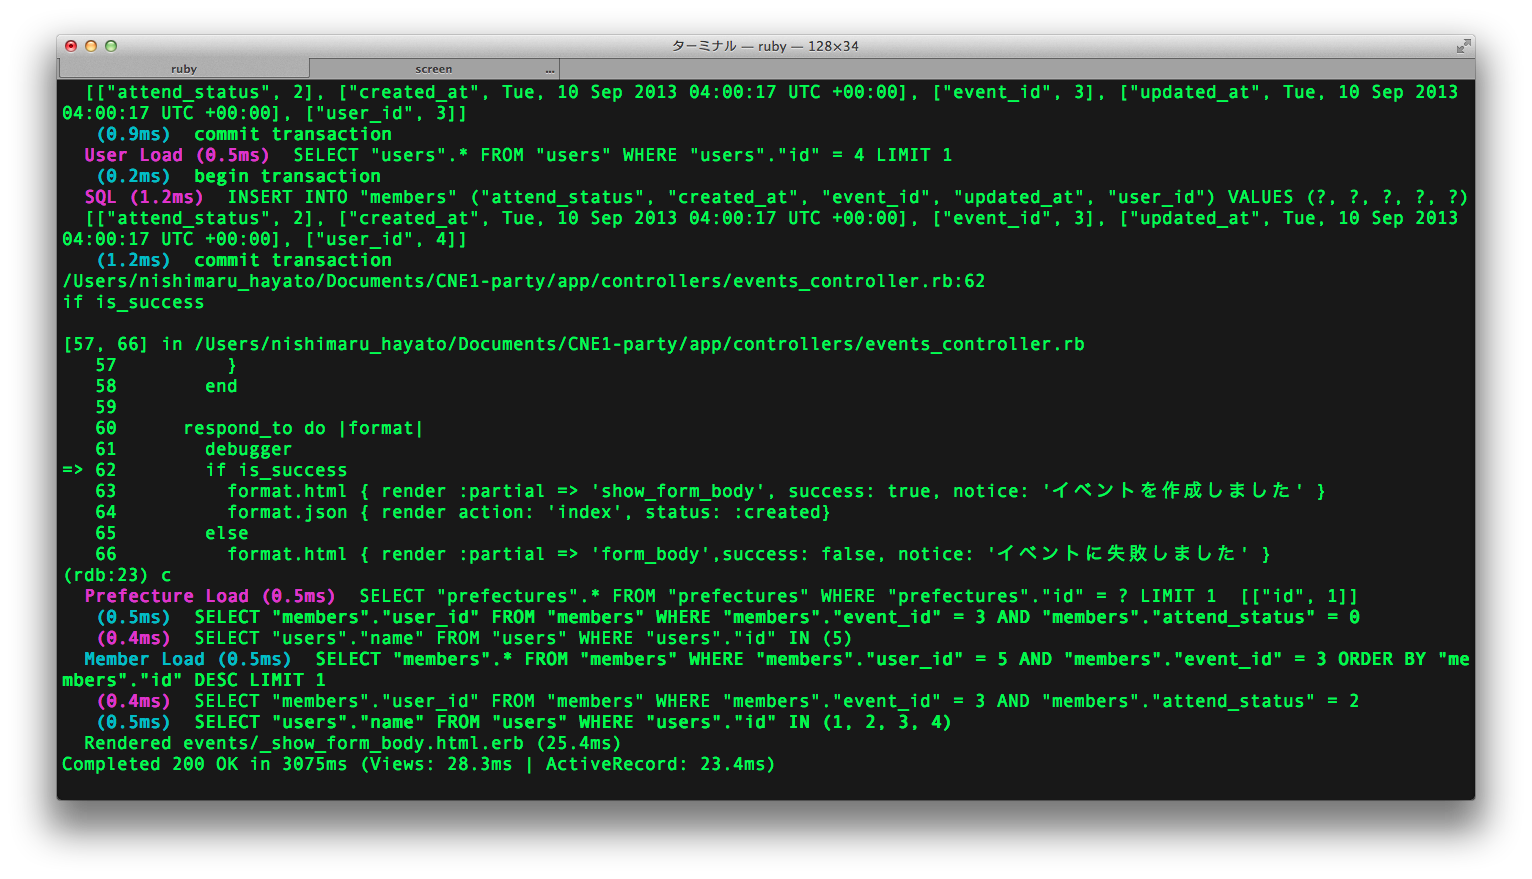 ターミナル — ruby — 128×34
ruby
screen
...
[["attend_status", 2], ["created_at", Tue, 10 Sep 2013 04:00:17 UTC +00:00], ["event_id", 3], ["updated_at", Tue, 10 Sep 2013
04:00:17 UTC +00:00], ["user_id", 3]]
(0.9ms)  commit transaction
User Load (0.5ms)  SELECT "users".* FROM "users" WHERE "users"."id" = 4 LIMIT 1
(0.2ms)  begin transaction
SQL (1.2ms)  INSERT INTO "members" ("attend_status", "created_at", "event_id", "updated_at", "user_id") VALUES (?, ?, ?, ?, ?)
[["attend_status", 2], ["created_at", Tue, 10 Sep 2013 04:00:17 UTC +00:00], ["event_id", 3], ["updated_at", Tue, 10 Sep 2013
04:00:17 UTC +00:00], ["user_id", 4]]
(1.2ms)  commit transaction
/Users/nishimaru_hayato/Documents/CNE1-party/app/controllers/events_controller.rb:62
if is_success
[57, 66] in /Users/nishimaru_hayato/Documents/CNE1-party/app/controllers/events_controller.rb
57          }
58        end
59
60      respond_to do |format|
61        debugger
=> 62        if is_success
63          format.html { render :partial => 'show_form_body', success: true, notice: 'イベントを作成しました' }
64          format.json { render action: 'index', status: :created}
65        else
66          format.html { render :partial => 'form_body',success: false, notice: 'イベントに失敗しました' }
(rdb:23) c
Prefecture Load (0.5ms)  SELECT "prefectures".* FROM "prefectures" WHERE "prefectures"."id" = ? LIMIT 1  [["id", 1]]
(0.5ms)  SELECT "members"."user_id" FROM "members" WHERE "members"."event_id" = 3 AND "members"."attend_status" = 0
(0.4ms)  SELECT "users"."name" FROM "users" WHERE "users"."id" IN (5)
Member Load (0.5ms)  SELECT "members".* FROM "members" WHERE "members"."user_id" = 5 AND "members"."event_id" = 3 ORDER BY "me
mbers"."id" DESC LIMIT 1
(0.4ms)  SELECT "members"."user_id" FROM "members" WHERE "members"."event_id" = 3 AND "members"."attend_status" = 2
(0.5ms)  SELECT "users"."name" FROM "users" WHERE "users"."id" IN (1, 2, 3, 4)
Rendered events/_show_form_body.html.erb (25.4ms)
Completed 200 OK in 3075ms (Views: 28.3ms | ActiveRecord: 23.4ms)